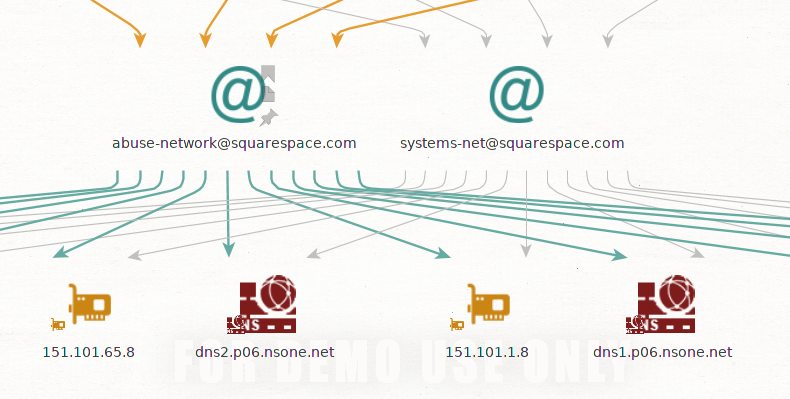 abuse-network@squarespace.com
systems-net@squarespace.com
151.101.65.8
dns2.p06.nsone.net
151.101.1.8
dns1.p06.nsone.net
FOR DEMO USE ONLY